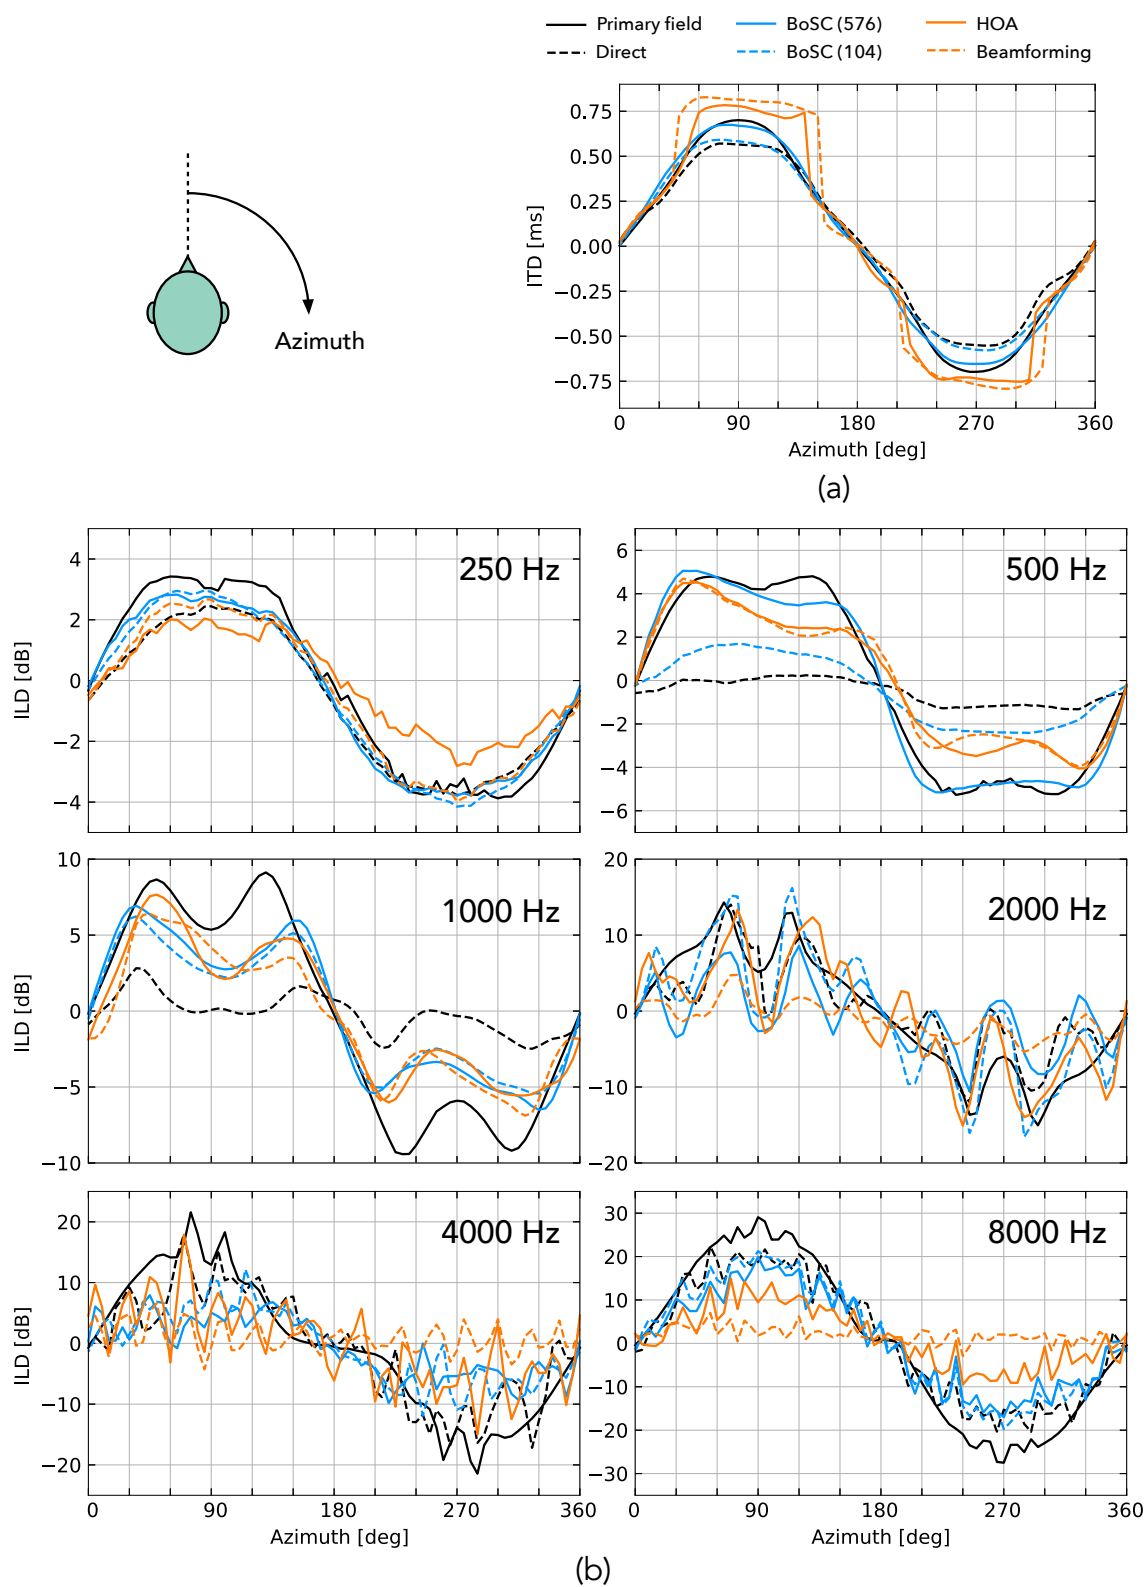 Primary field BoSC (576) HOA
Direct BoSC (104) Beamforming
Azimuth
ITD [ms]
0.75
0.50
0.25
0.00
−0.25
−0.50
−0.75
0 90 180 270 360
Azimuth [deg]
(a)
250 Hz
ILD [dB]
4
2
0
−2
−4
500 Hz
6
4
2
0
−2
−4
−6
1000 Hz
ILD [dB]
10
5
0
−5
−10
2000 Hz
20
10
0
−10
−20
4000 Hz
ILD [dB]
20
10
0
−10
−20
0 90 180 270 360
Azimuth [deg]
8000 Hz
30
20
10
0
−10
−20
−30
0 90 180 270 360
Azimuth [deg]
(b)